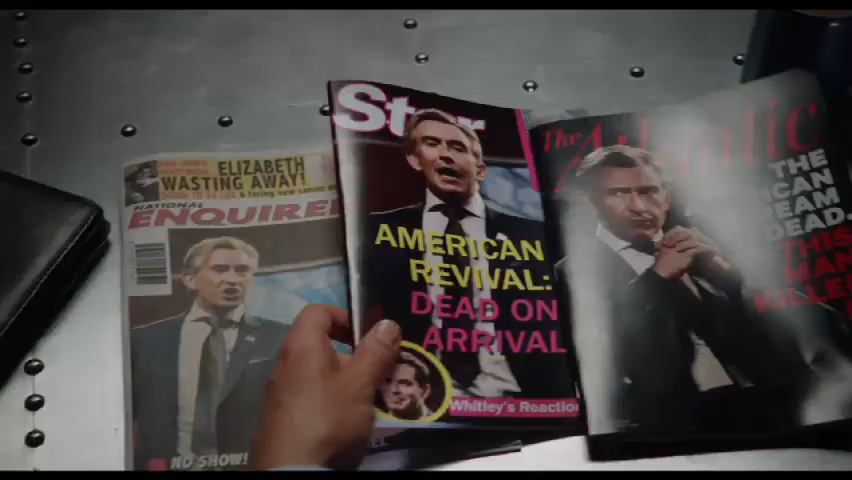 ELIZABETH
WASTING AWAY!
NATIONAL
ENQUIRER
NO SHOW!
Star
AMERICAN
REVIVAL:
DEAD ON
ARRIVAL
Whitley's Reaction
The Atlantic
THE
ICAN
EAM
DEAD.
THIS
MAN
KILLE